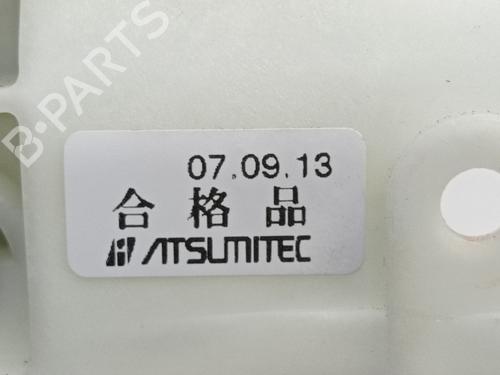 B-PARTS
07.09.13
合格品
ATSUMITEC